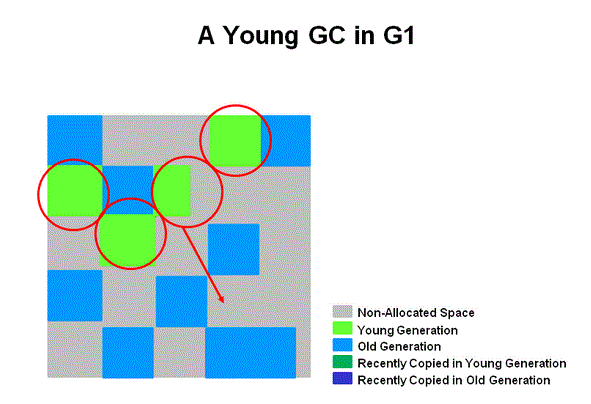 A Young GC in G1
Non-Allocated Space
Young Generation
Old Generation
Recently Copied in Young Generation
Recently Copied in Old Generation